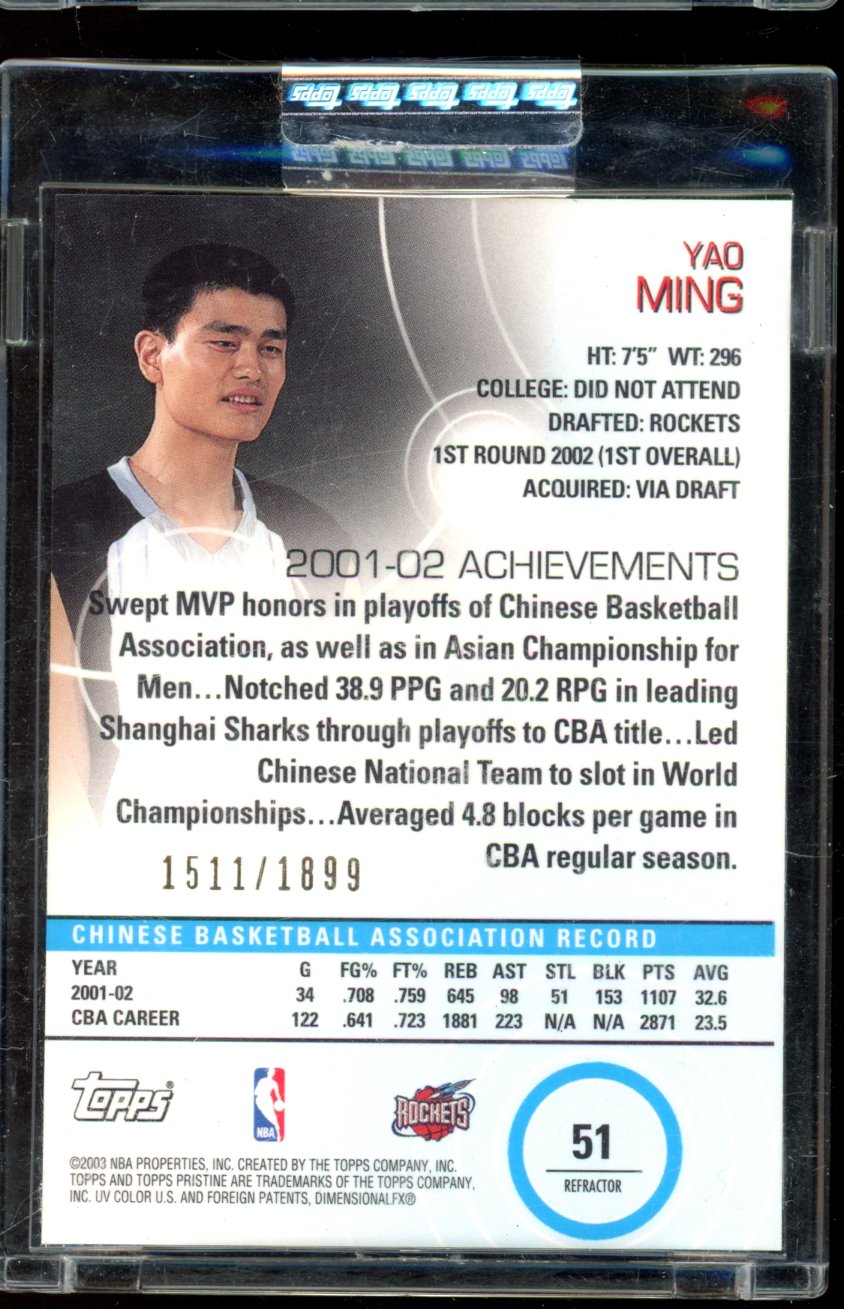 Topps Topps Topps Topps Topps
YAO
MING
HT: 7'5" WT: 296
COLLEGE: DID NOT ATTEND
DRAFTED: ROCKETS
1ST ROUND 2002 (1ST OVERALL)
ACQUIRED: VIA DRAFT
2001-02 ACHIEVEMENTS
Swept MVP honors in playoffs of Chinese Basketball
Association, as well as in Asian Championship for
Men...Notched 38.9 PPG and 20.2 RPG in leading
Shanghai Sharks through playoffs to CBA title...Led
Chinese National Team to slot in World
Championships...Averaged 4.8 blocks per game in
CBA regular season.
1511/1899
CHINESE BASKETBALL ASSOCIATION RECORD
YEAR G FG% FT% REB AST STL BLK PTS AVG
2001-02 34 .708 .759 645 98 51 153 1107 32.6
CBA CAREER 122 .641 .723 1881 223 N/A N/A 2871 23.5
Topps®
NBA
ROCKETS
51
REFRACTOR
©2003 NBA PROPERTIES, INC. CREATED BY THE TOPPS COMPANY, INC.
TOPPS AND TOPPS PRISTINE ARE TRADEMARKS OF THE TOPPS COMPANY,
INC. UV COLOR U.S. AND FOREIGN PATENTS, DIMENSIONALFX®